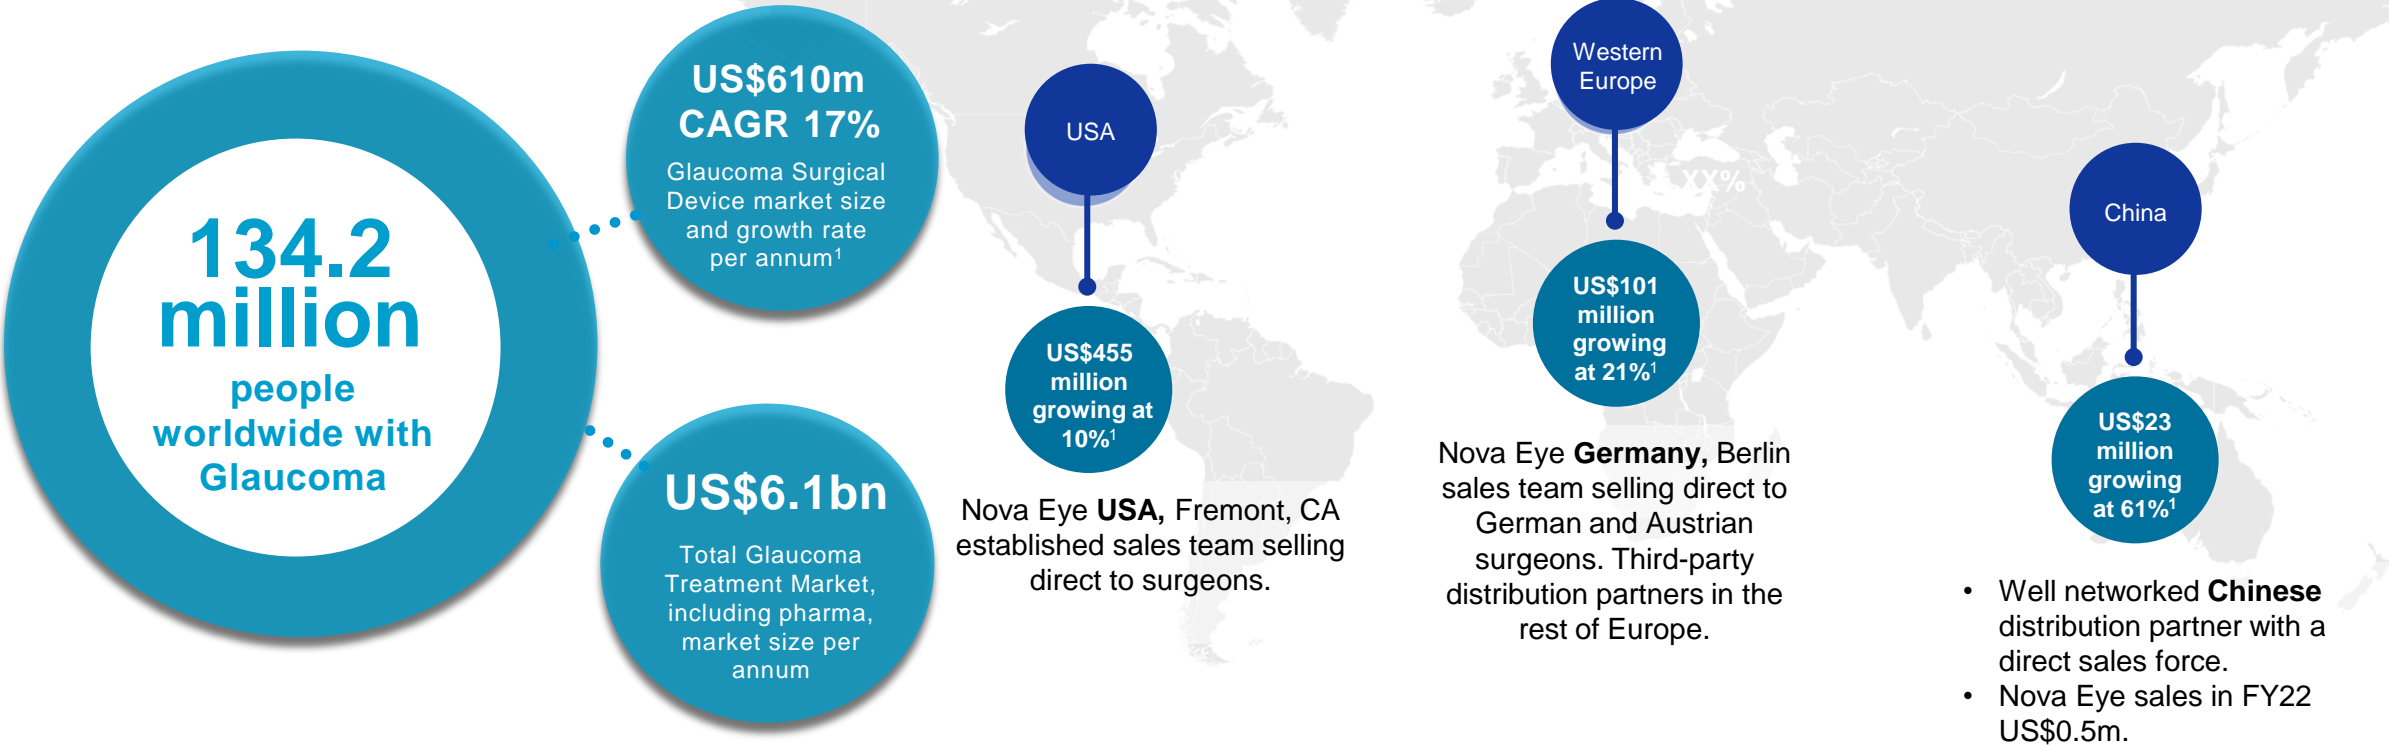 134.2
million
people
worldwide with
Glaucoma
US$610m
CAGR 17%
Glaucoma Surgical
Device market size
and growth rate
per annum¹
US$6.1bn
Total Glaucoma
Treatment Market,
including pharma,
market size per
annum
USA
US$455
million
growing at
10%¹
Nova Eye USA, Fremont, CA
established sales team selling
direct to surgeons.
Western
Europe
XX%
US$101
million
growing
at 21%¹
Nova Eye Germany, Berlin
sales team selling direct to
German and Austrian
surgeons. Third-party
distribution partners in the
rest of Europe.
China
US$23
million
growing
at 61%¹
• Well networked Chinese
distribution partner with a
direct sales force.
• Nova Eye sales in FY22
US$0.5m.